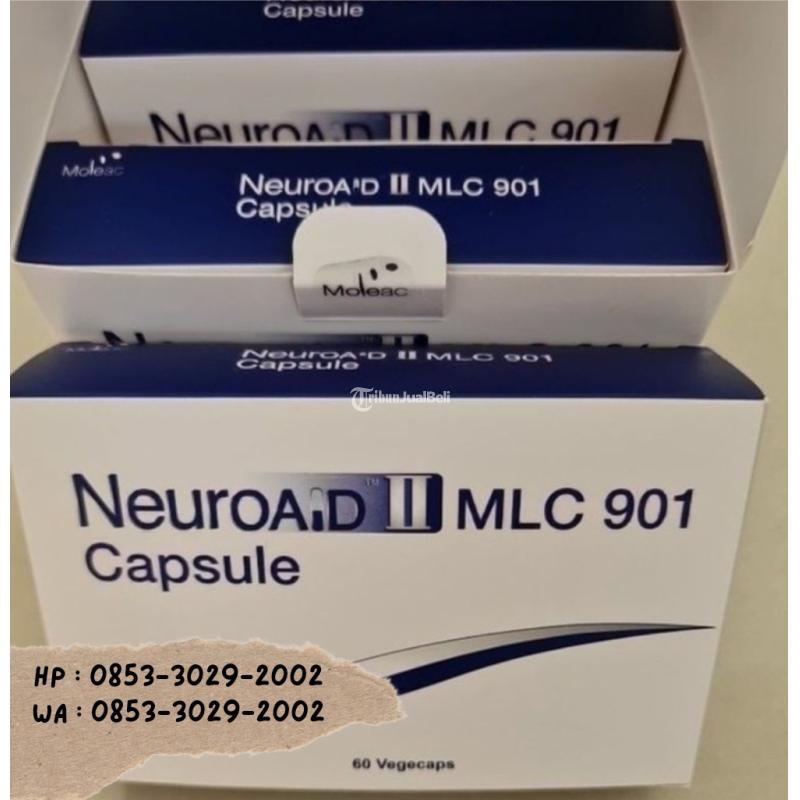 Capsule
NeuroAiD II MLC 901
Moleac
NeuroAiD II MLC 901
Capsule
Moleac
NeuroAiD II MLC 901
Capsule
TribunJualBeli
NeuroAiD™ II MLC 901
Capsule
HP : 0853-3029-2002
WA : 0853-3029-2002
60 Vegecaps